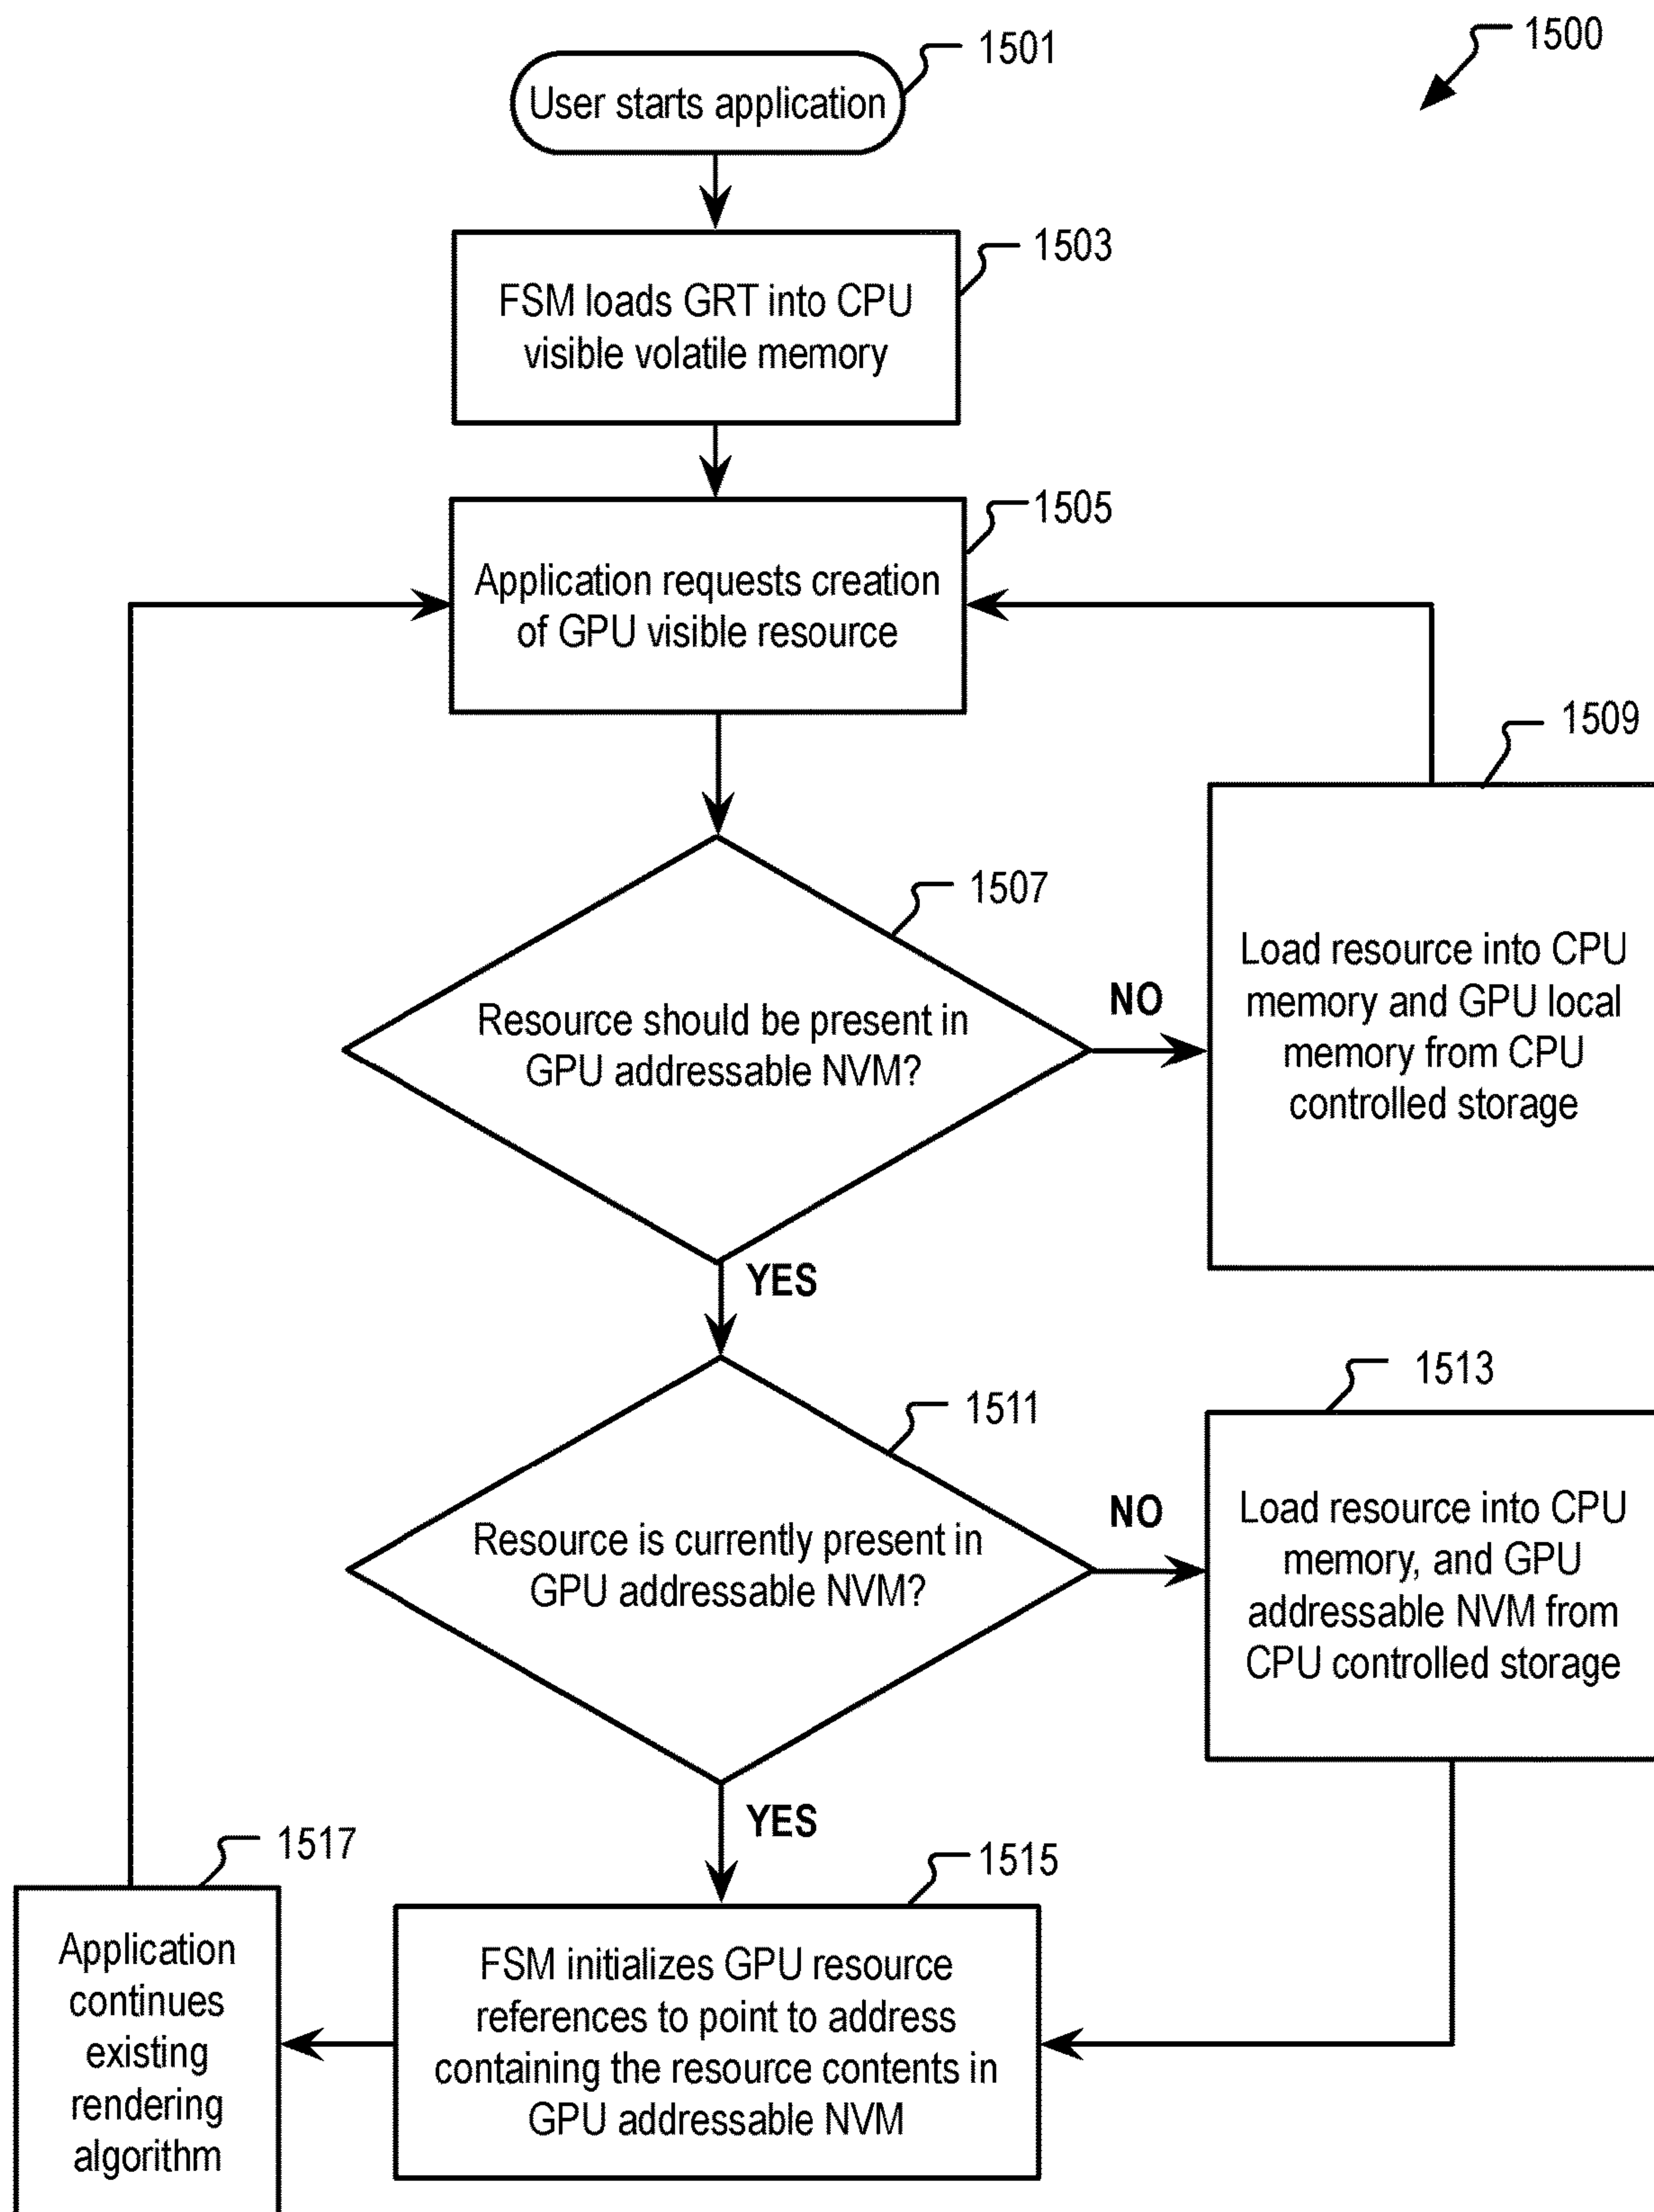 1500
1501
User starts application
1503
FSM loads GRT into CPU
visible volatile memory
1505
Application requests creation
of GPU visible resource
1507
Resource should be present in
GPU addressable NVM?
NO
1509
Load resource into CPU
memory and GPU local
memory from CPU
controlled storage
YES
1511
Resource is currently present in
GPU addressable NVM?
NO
1513
Load resource into CPU
memory, and GPU
addressable NVM from
CPU controlled storage
YES
1515
FSM initializes GPU resource
references to point to address
containing the resource contents in
GPU addressable NVM
1517
Application
continues
existing
rendering
algorithm